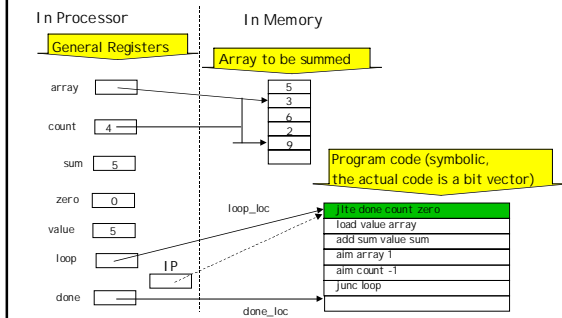 In Processor
In Memory
General Registers
Array to be summed
array
count
4
sum
5
zero
0
value
5
loop
IP
done
5
3
6
2
9
Program code (symbolic,
the actual code is a bit vector)
loop_loc
jlte done count zero
load value array
add sum value sum
aim array 1
aim count -1
junc loop
done_loc